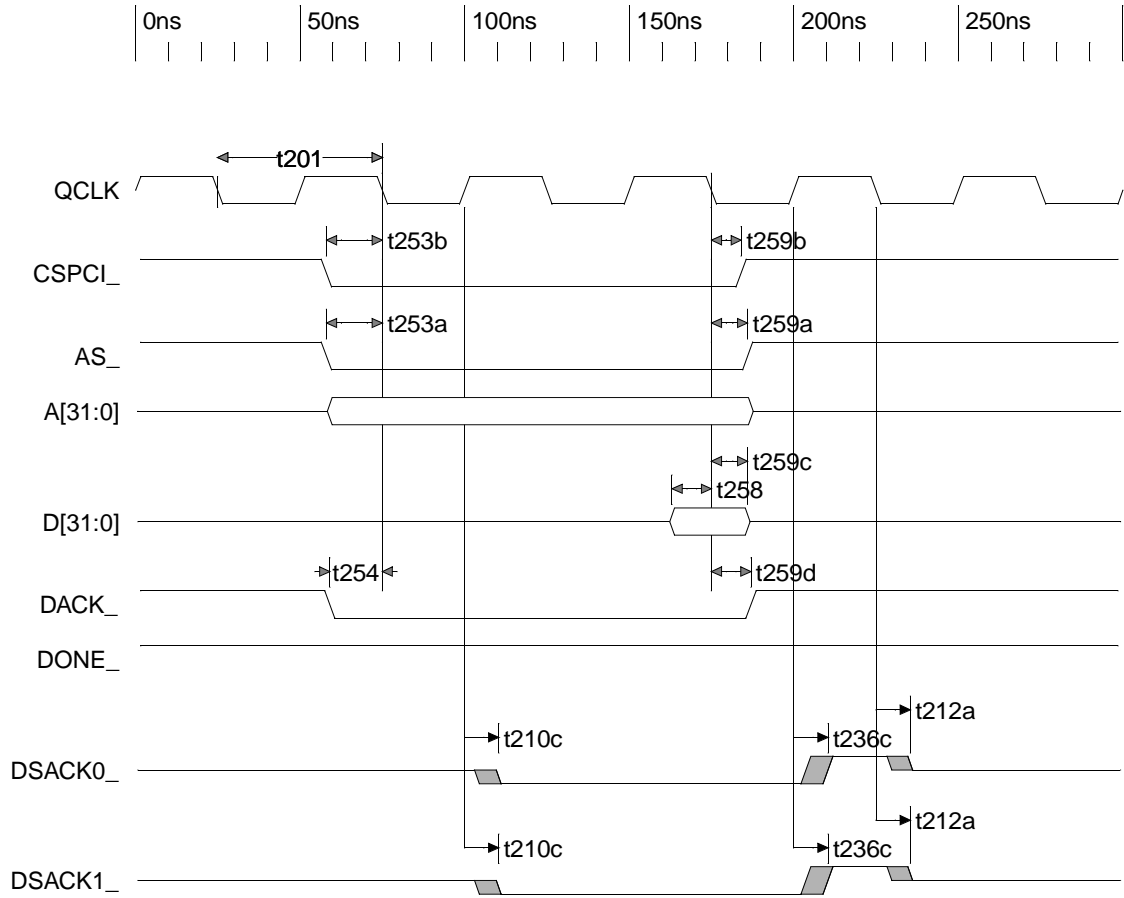 0ns 50ns 100ns 150ns 200ns 250ns
t201
QCLK
t253b t259b
CSPCI_
t253a t259a
AS_
A[31:0]
t259c
t258
D[31:0]
t254 t259d
DACK_
DONE_
t212a
t210c t236c
DSACK0_
t212a
t210c t236c
DSACK1_